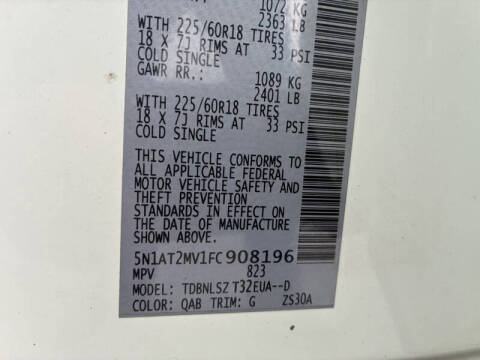 1072 KG
2363 LB
WITH 225/60R18 TIRES
18 X 7J RIMS AT 33 PSI
COLD SINGLE
GAWR RR.: 1089 KG
2401 LB
WITH 225/60R18 TIRES
18 X 7J RIMS AT 33 PSI
COLD SINGLE
THIS VEHICLE CONFORMS TO
ALL APPLICABLE FEDERAL
MOTOR VEHICLE SAFETY AND
THEFT PREVENTION
STANDARDS IN EFFECT ON
THE DATE OF MANUFACTURE
SHOWN ABOVE.
5N1AT2MV1FC908196
MPV 823
MODEL: TDBNLSZ T32EUA--D
COLOR: QAB TRIM: G ZS30A